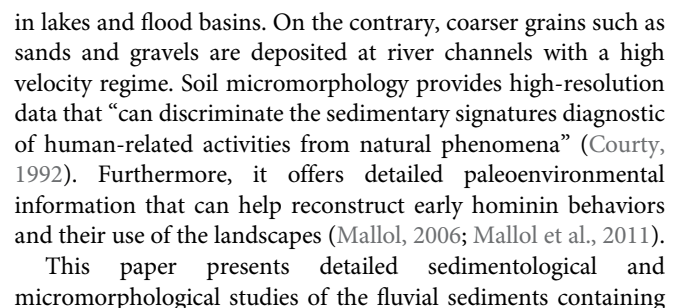 in lakes and flood basins. On the contrary, coarser grains such as
sands and gravels are deposited at river channels with a high
velocity regime. Soil micromorphology provides high-resolution
data that “can discriminate the sedimentary signatures diagnostic
of human-related activities from natural phenomena” (Courty,
1992). Furthermore, it offers detailed paleoenvironmental
information that can help reconstruct early hominin behaviors
and their use of the landscapes (Mallol, 2006; Mallol et al., 2011).
This paper presents detailed sedimentological and
micromorphological studies of the fluvial sediments containing